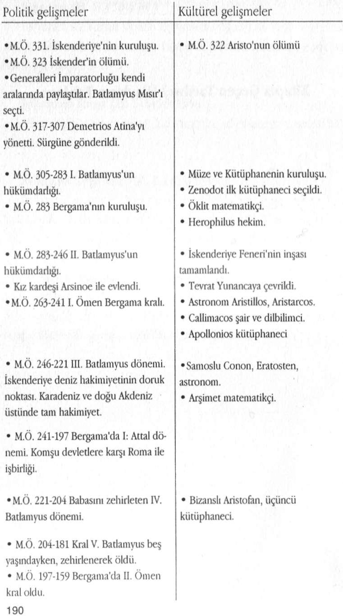 Politik gelişmeler
Kültürel gelişmeler
•M.Ö. 331. İskenderiye'nin kuruluşu.
•M.Ö. 323 İskender'in ölümü.
•Generalleri İmparatorluğu kendi
aralarında paylaştılar. Batlamyus Mısır'ı
seçti.
•M.Ö. 317-307 Demetrios Atina'yı
yönetti. Sürgüne gönderildi.
• M.Ö. 322 Aristo'nun ölümü
• M.Ö. 305-283 I. Batlamyus'un
hükümdarlığı.
• M.Ö. 283 Bergama'nın kuruluşu.
• Müze ve Kütüphanenin kuruluşu.
• Zenodot ilk kütüphaneci seçildi.
• Öklit matematikçi.
• Herophilus hekim.
• M.Ö. 283-246 II. Batlamyus'un
hükümdarlığı.
• Kız kardeşi Arsinoe ile evlendi.
•M.Ö. 263-241 I. Ömen Bergama kralı.
• İskenderiye Feneri'nin inşası
tamamlandı.
• Tevrat Yunancaya çevrildi.
• Astronom Aristillos, Aristarcos.
• Callimacos şair ve dilbilimci.
• Apollonios kütüphaneci
• M.Ö. 246-221 III. Batlamyus dönemi.
İskenderiye deniz hakimiyetinin doruk
noktası. Karadeniz ve doğu Akdeniz
üstünde tam hakimiyet.
•Samoslu Conon, Eratosten,
astronom.
• Arşimet matematikçi.
• M.Ö. 241-197 Bergama'da I: Attal dö-
nemi. Komşu devletlere karşı Roma ile
işbirliği.
•M.Ö. 221-204 Babasını zehirleten IV.
Batlamyus dönemi.
• Bizanslı Aristofan, üçüncü
kütüphaneci.
• M.Ö. 204-181 Kral V. Batlamyus beş
yaşındayken, zehirlenerek öldü.
• M.Ö. 197-159 Bergama'da II. Ömen
kral oldu.
190